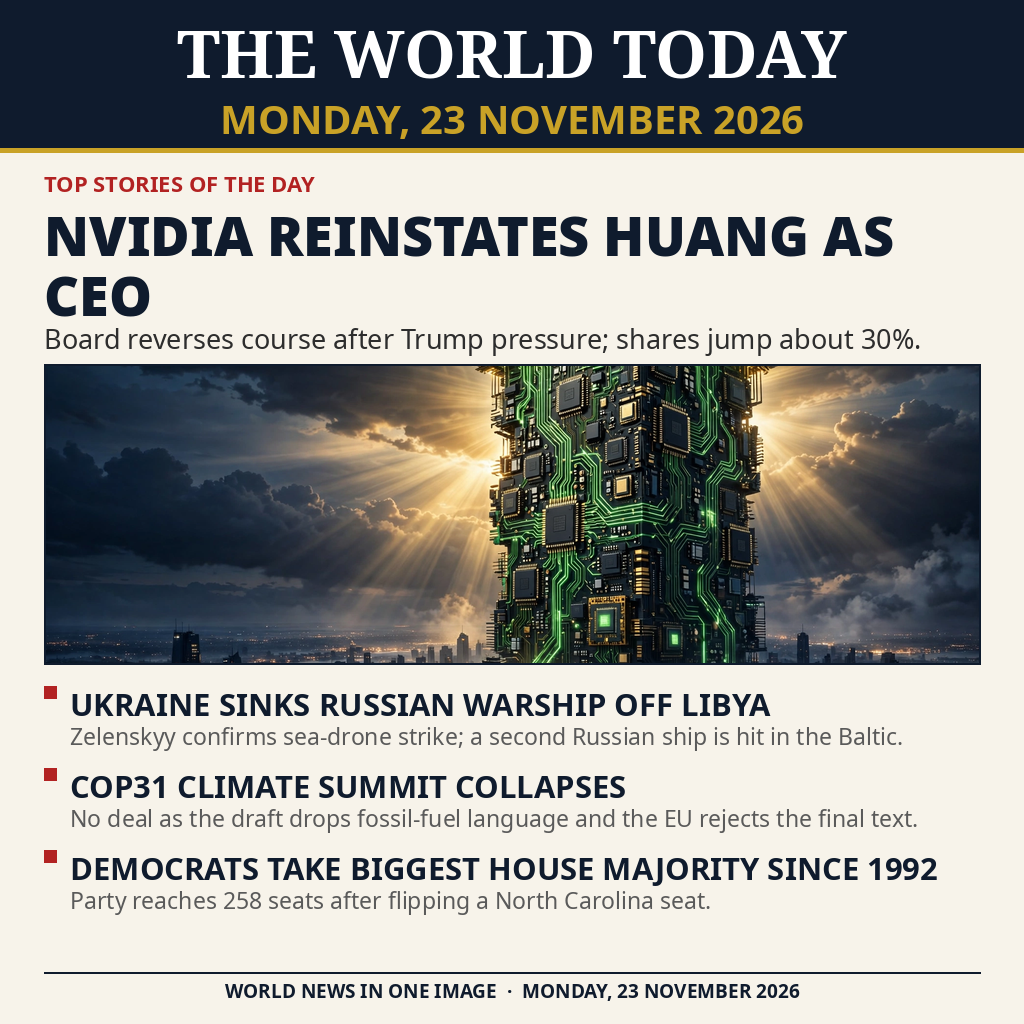 THE WORLD TODAY
MONDAY, 23 NOVEMBER 2026
TOP STORIES OF THE DAY
NVIDIA REINSTATES HUANG AS
CEO
Board reverses course after Trump pressure; shares jump about 30%.
UKRAINE SINKS RUSSIAN WARSHIP OFF LIBYA
Zelenskyy confirms sea-drone strike; a second Russian ship is hit in the Baltic.
COP31 CLIMATE SUMMIT COLLAPSES
No deal as the draft drops fossil-fuel language and the EU rejects the final text.
DEMOCRATS TAKE BIGGEST HOUSE MAJORITY SINCE 1992
Party reaches 258 seats after flipping a North Carolina seat.
WORLD NEWS IN ONE IMAGE · MONDAY, 23 NOVEMBER 2026